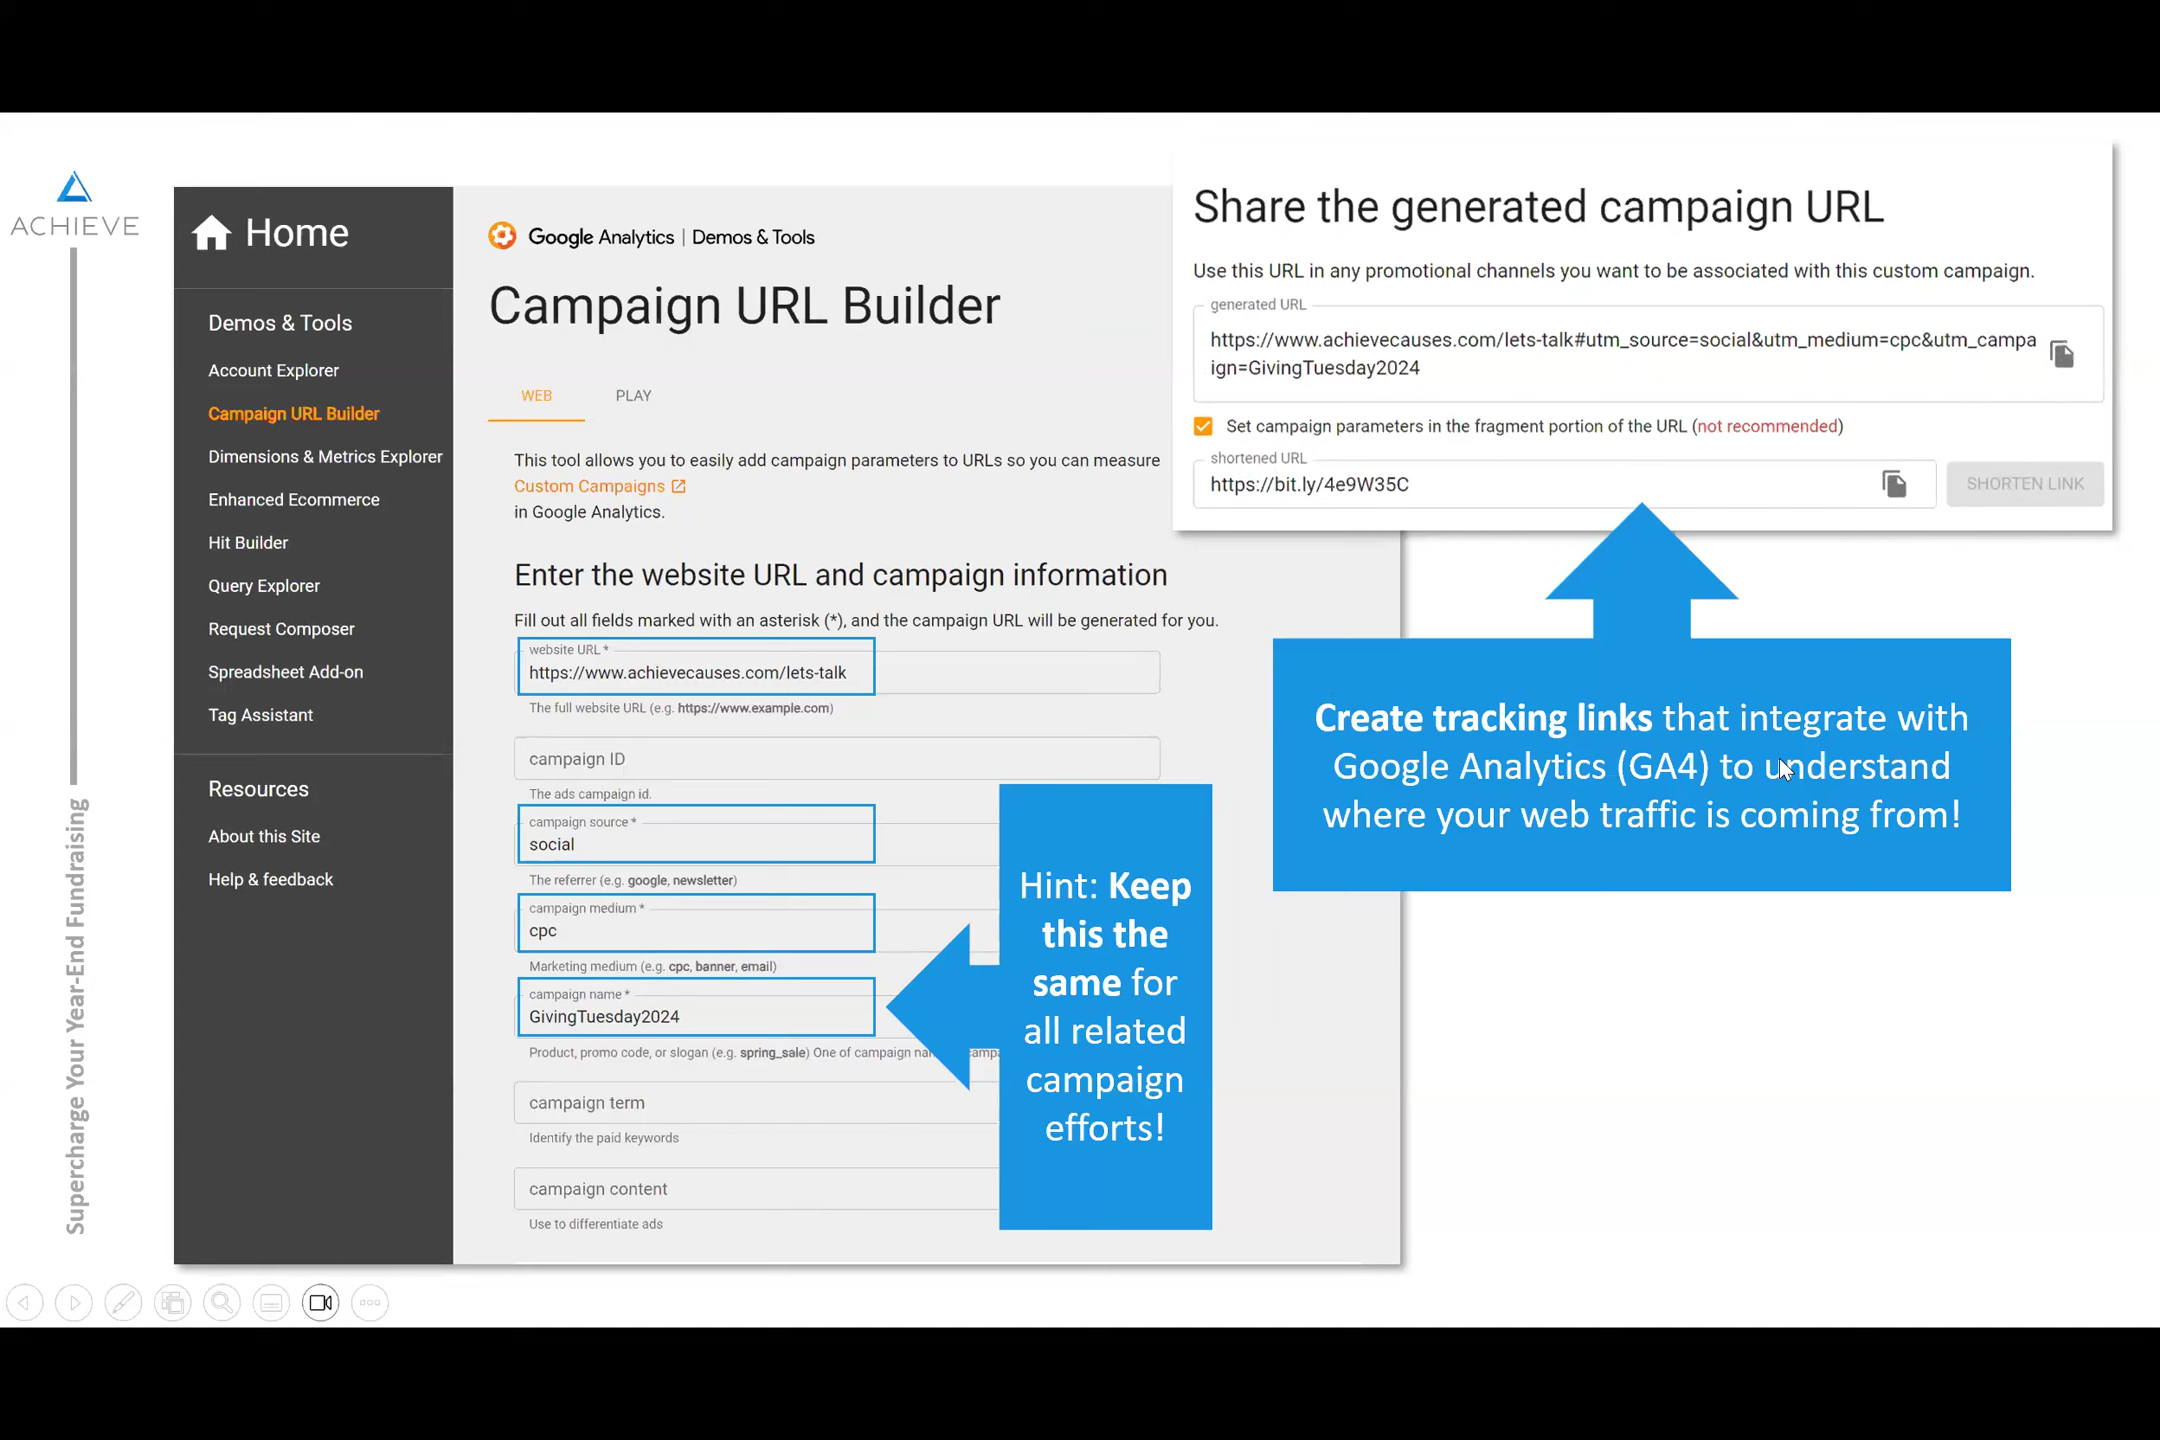 ACHIEVE
Supercharge Your Year-End Fundraising
Home
Demos & Tools
Account Explorer
Campaign URL Builder
Dimensions & Metrics Explorer
Enhanced Ecommerce
Hit Builder
Query Explorer
Request Composer
Spreadsheet Add-on
Tag Assistant
Resources
About this Site
Help & feedback
Google Analytics | Demos & Tools
Campaign URL Builder
WEB
PLAY
This tool allows you to easily add campaign parameters to URLs so you can measure
Custom Campaigns
in Google Analytics.
Enter the website URL and campaign information
Fill out all fields marked with an asterisk (*), and the campaign URL will be generated for you.
website URL *
https://www.achievecauses.com/lets-talk
The full website URL (e.g. https://www.example.com)
campaign ID
The ads campaign id.
campaign source *
social
The referrer (e.g. google, newsletter)
campaign medium *
cpc
Marketing medium (e.g. cpc, banner, email)
campaign name *
GivingTuesday2024
Product, promo code, or slogan (e.g. spring_sale) One of campaign
campaign term
Identify the paid keywords
campaign content
Use to differentiate ads
Hint: Keep
this the
same for
all related
campaign
efforts!
Share the generated campaign URL
Use this URL in any promotional channels you want to be associated with this custom campaign.
generated URL
https://www.achievecauses.com/lets-talk#utm_source=social&utm_medium=cpc&utm_campa
ign=GivingTuesday2024
Set campaign parameters in the fragment portion of the URL (not recommended)
shortened URL
https://bit.ly/4e9W35C
SHORTEN LINK
Create tracking links that integrate with
Google Analytics (GA4) to understand
where your web traffic is coming from!